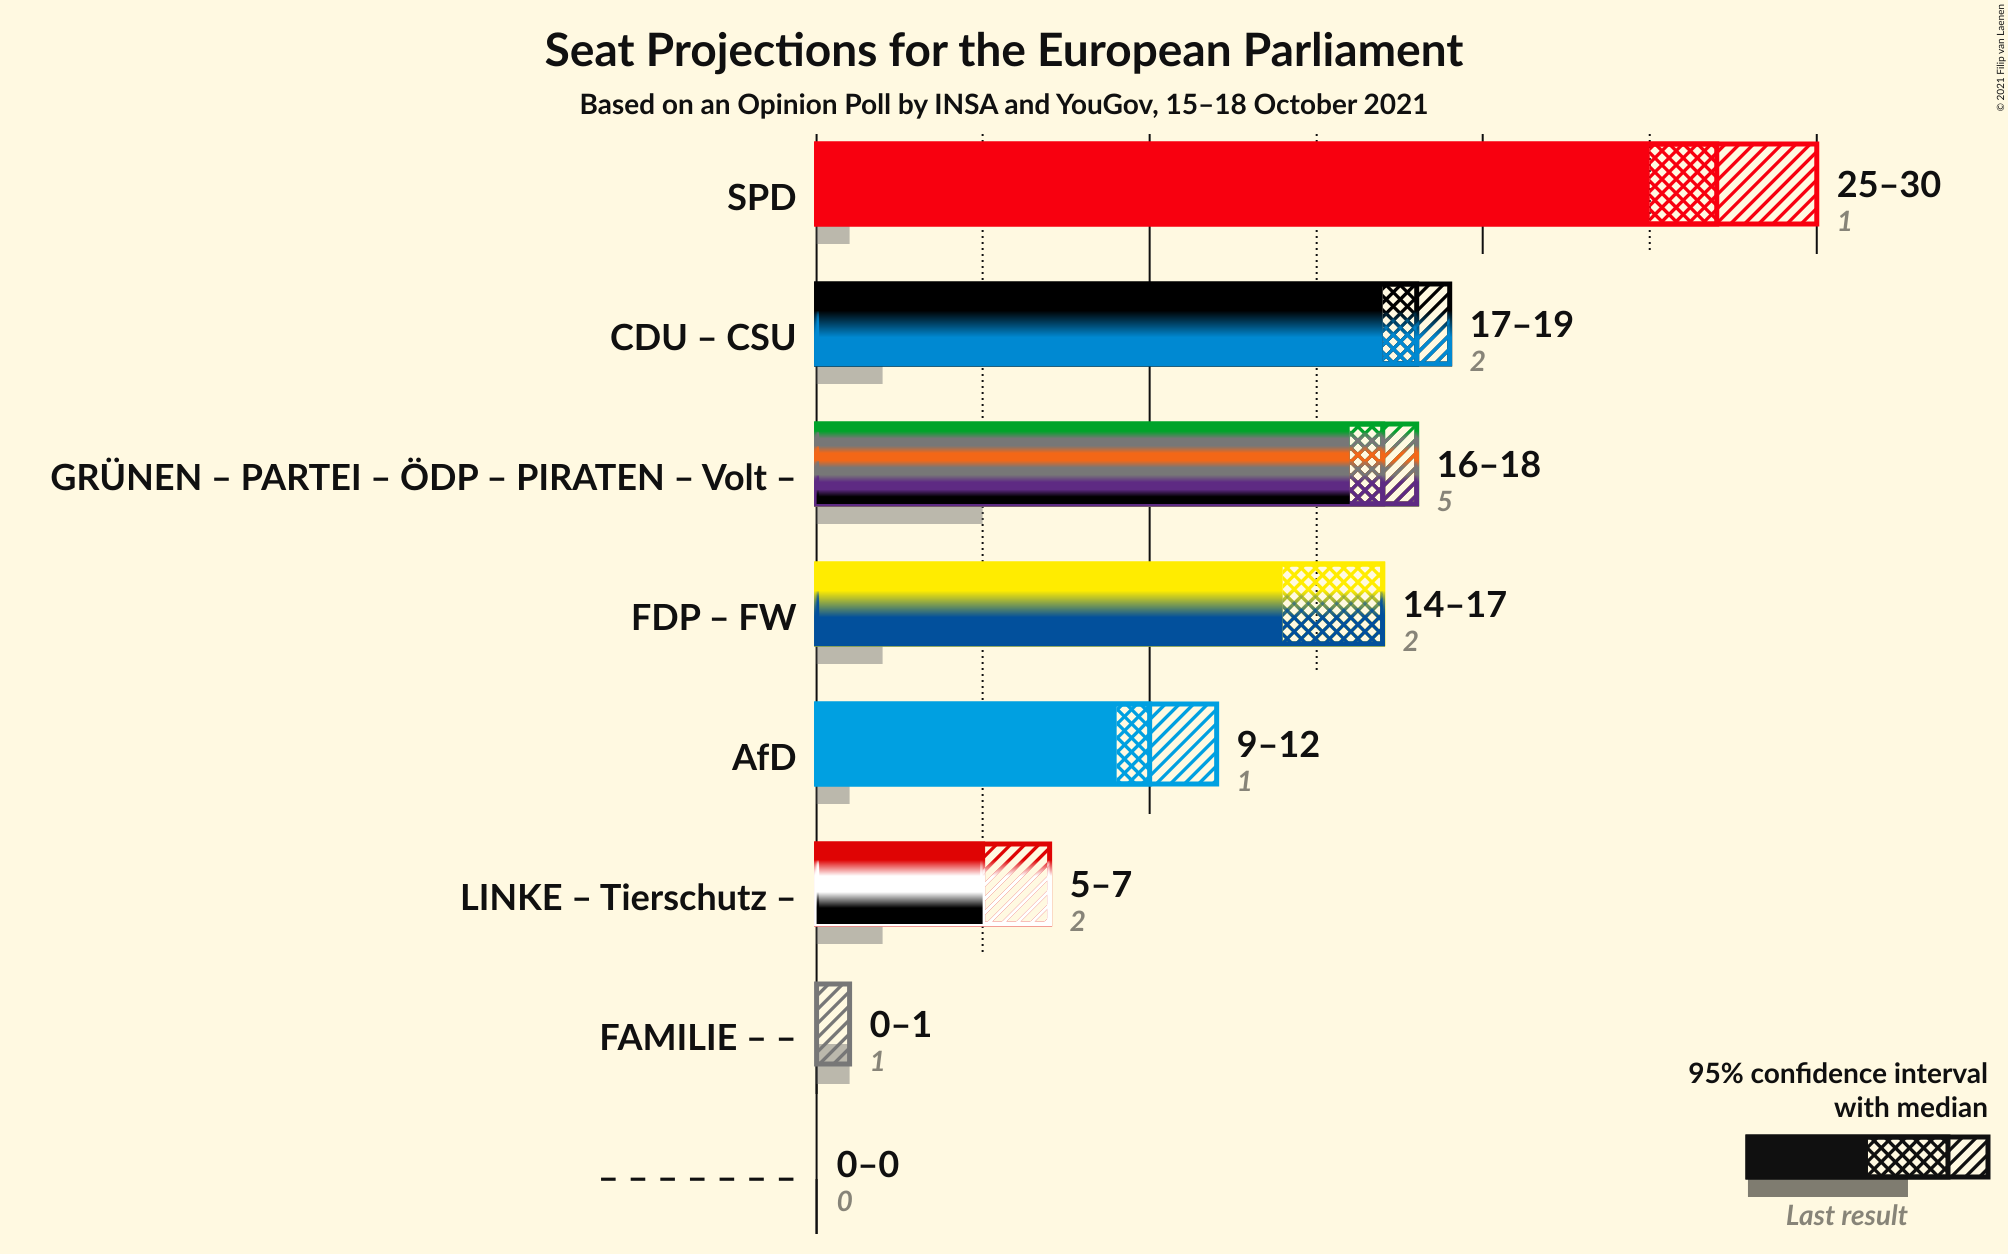 Seat Projections for the European Parliament
Based on an Opinion Poll by INSA and YouGov, 15–18 October 2021
© 2021 Filip van Laenen
SPD
25–30
1
CDU – CSU
17–19
2
GRÜNEN – PARTEI – ÖDP – PIRATEN – Volt –
16–18
5
FDP – FW
14–17
2
AfD
9–12
1
LINKE – Tierschutz –
5–7
2
FAMILIE – –
0–1
1
– – – – – – –
0–0
0
95% confidence interval
with median
Last result